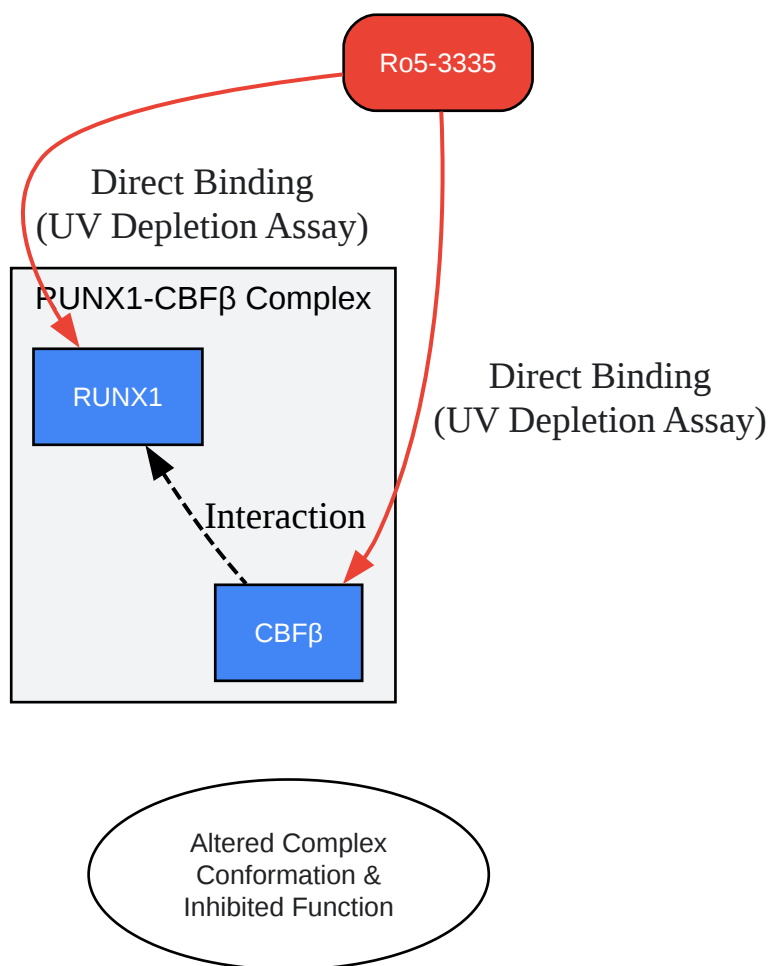 Ro5-3335
Direct Binding
(UV Depletion Assay)
RUNX1-CBFβ Complex
RUNX1
Direct Binding
(UV Depletion Assay)
Interaction
CBFβ
Altered Complex
Conformation &
Inhibited Function